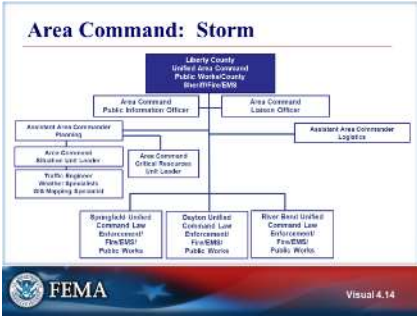 Area Command: Storm
Liberty County
Unified Area Command
Public Works/County
Sheriff/Fire/EMS
Area Command
Public Information Officer
Area Command
Liaison Officer
Assistant Area Commander
Planning
Assistant Area Commander
Logistics
Area Command
Situation Unit Leader
Area Command
Critical Resources
Unit Leader
Traffic Engineer
Weather Specialists
GIS Mapping Specialist
Springfield Unified
Command Law
Enforcement/
Fire/EMS/
Public Works
Dayton Unified
Command Law
Enforcement/
Fire/EMS/
Public Works
River Bend Unified
Command Law
Enforcement/
Fire/EMS/
Public Works
FEMA
Visual 4.14